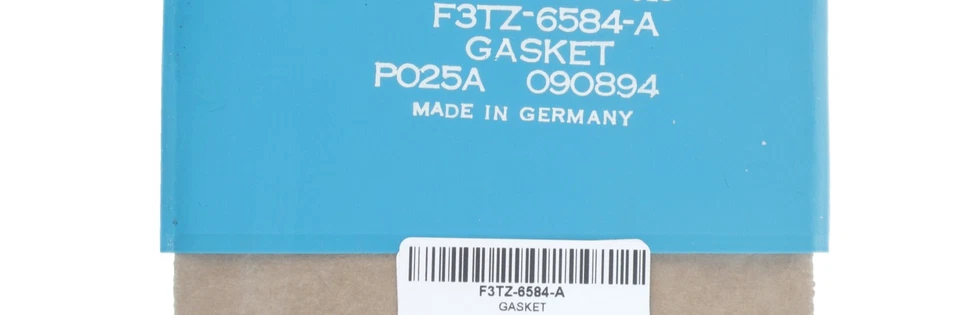 F3TZ-6584-A
GASKET
P025A 090894
MADE IN GERMANY
F3TZ-6584-A
GASKET